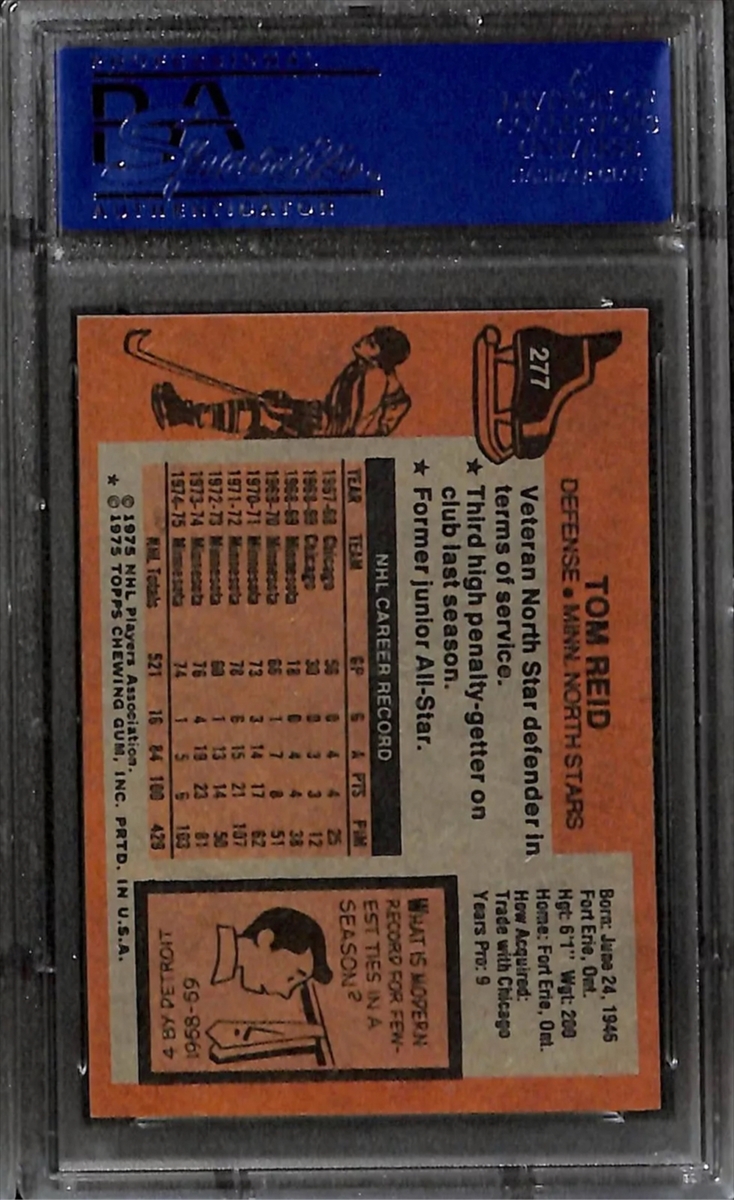 PROFESSIONAL
PSA
Authentic
AUTHENTICATOR
A DIVISION OF
COLLECTORS
UNIVERSE
277
TOM REID
DEFENSE • MINN. NORTH STARS
Veteran North Star defender in
terms of service.
★ Third high penalty-getter on
club last season.
★ Former junior All-Star.
Born: June 24, 1946
Fort Erie, Ont.
Hgt: 6'1" Wgt: 200
Home: Fort Erie, Ont.
How Acquired:
Trade with Chicago
Years Pro: 9
NHL CAREER RECORD
YEAR TEAM GP G A PTS PIM
1967-68 Chicago 56 0 4 4 25
1968-69 Chicago 30 0 3 3 12
1968-69 Minnesota 18 0 4 4 38
1969-70 Minnesota 66 1 7 8 51
1970-71 Minnesota 73 3 14 17 62
1971-72 Minnesota 78 6 15 21 107
1972-73 Minnesota 60 1 13 14 50
1973-74 Minnesota 76 4 19 23 81
1974-75 Minnesota 74 1 5 6 103
NHL Totals 521 16 84 100 429
WHAT IS MODERN
RECORD FOR FEW-
EST TIES IN A
SEASON?
1968-69
4 BY DETROIT
© 1975 NHL Players Association.
★ © 1975 TOPPS CHEWING GUM, INC. PRTD. IN U.S.A.